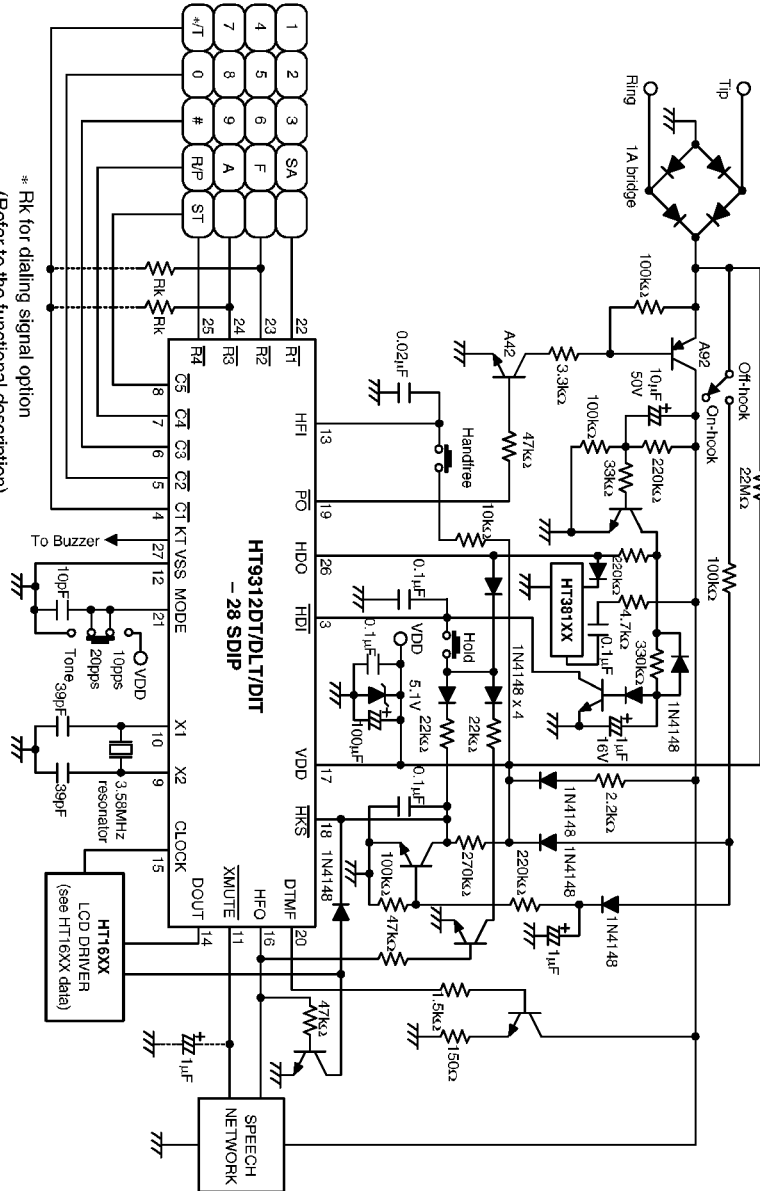 Tip
Ring
1A bridge
Off-hook
On-hook
22MΩ
100kΩ
A92
100kΩ
10µF
50V
3.3kΩ
A42
47kΩ
100kΩ
220kΩ
33kΩ
220kΩ
HT381XX
4.7kΩ
0.1µF
330kΩ
1N4148
1µF
16V
2.2kΩ
1N4148
1N4148
220kΩ
1N4148
1µF
0.02µF
Handfree
10kΩ
0.1µF
Hold
1N4148 x 4
VDD
0.1µF
5.1V
100µF
22kΩ
22kΩ
0.1µF
270kΩ
100kΩ
47kΩ
1N4148
1.5kΩ
150Ω
47kΩ
1µF
SPEECH
NETWORK
1 2 3 SA
4 5 6 F
7 8 9 A
*/T 0 # R/P ST
Rk
Rk
22 R1
23 R2
24 R3
25 R4
8 C5
7 C4
6 C3
5 C2
4 C1
13 HFI
19 PO
26 HDO
3 HDI
17 VDD
18 HKS
20 DTMF
16 HFO
11 XMUTE
14 DOUT
15 CLOCK
9 X2
10 X1
21 MODE
12 VSS
27 KT
HT9312DT/DLT/DIT
– 28 SDIP
To Buzzer
10pF
VDD
10pps
20pps
Tone
39pF
39pF
3.58MHz
resonator
HT16XX
LCD DRIVER
(see HT16XX data)
* Rk for dialing signal option
(Refer to the functional description)